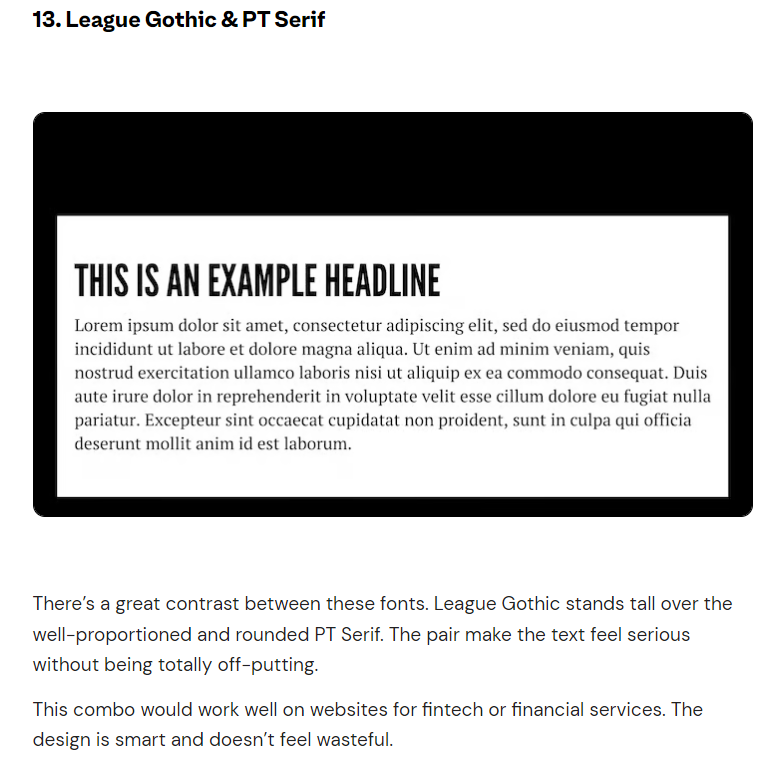 13. League Gothic & PT Serif
THIS IS AN EXAMPLE HEADLINE
Lorem ipsum dolor sit amet, consectetur adipiscing elit, sed do eiusmod tempor
incididunt ut labore et dolore magna aliqua. Ut enim ad minim veniam, quis
nostrud exercitation ullamco laboris nisi ut aliquip ex ea commodo consequat. Duis
aute irure dolor in reprehenderit in voluptate velit esse cillum dolore eu fugiat nulla
pariatur. Excepteur sint occaecat cupidatat non proident, sunt in culpa qui officia
deserunt mollit anim id est laborum.
There’s a great contrast between these fonts. League Gothic stands tall over the
well-proportioned and rounded PT Serif. The pair make the text feel serious
without being totally off-putting.
This combo would work well on websites for fintech or financial services. The
design is smart and doesn’t feel wasteful.